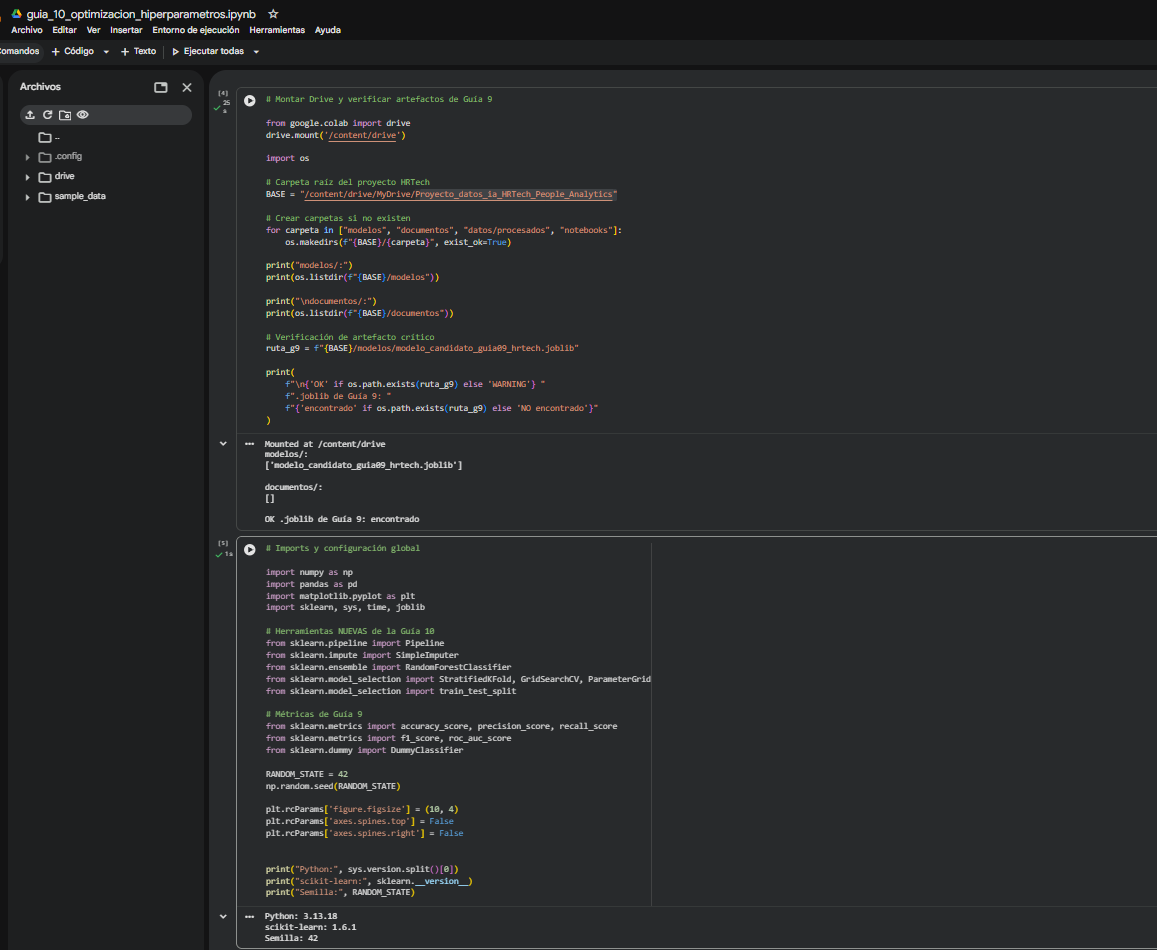 guia_10_optimizacion_hiperparametros.ipynb
Archivo Editar Ver Insertar Entorno de ejecución Herramientas Ayuda
Comandos + Código + Texto Ejecutar todas
Archivos
..
.config
drive
sample_data
[4]
25
s
# Montar Drive y verificar artefactos de Guía 9
from google.colab import drive
drive.mount('/content/drive')
import os
# Carpeta raíz del proyecto HRTech
BASE = "/content/drive/MyDrive/Proyecto_datos_ia_HRTech_People_Analytics"
# Crear carpetas si no existen
for carpeta in ["modelos", "documentos", "datos/procesados", "notebooks"]:
    os.makedirs(f"{BASE}/{carpeta}", exist_ok=True)
print("modelos/:")
print(os.listdir(f"{BASE}/modelos"))
print("\ndocumentos/:")
print(os.listdir(f"{BASE}/documentos"))
# Verificación de artefacto crítico
ruta_g9 = f"{BASE}/modelos/modelo_candidato_guia09_hrtech.joblib"
print(
    f"\n{'OK' if os.path.exists(ruta_g9) else 'WARNING'} "
    f".joblib de Guía 9: "
    f"{'encontrado' if os.path.exists(ruta_g9) else 'NO encontrado'}"
)
Mounted at /content/drive
modelos/:
['modelo_candidato_guia09_hrtech.joblib']
documentos/:
[]
OK .joblib de Guía 9: encontrado
[5]
1s
# Imports y configuración global
import numpy as np
import pandas as pd
import matplotlib.pyplot as plt
import sklearn, sys, time, joblib
# Herramientas NUEVAS de la Guía 10
from sklearn.pipeline import Pipeline
from sklearn.impute import SimpleImputer
from sklearn.ensemble import RandomForestClassifier
from sklearn.model_selection import StratifiedKFold, GridSearchCV, ParameterGrid
from sklearn.model_selection import train_test_split
# Métricas de Guía 9
from sklearn.metrics import accuracy_score, precision_score, recall_score
from sklearn.metrics import f1_score, roc_auc_score
from sklearn.dummy import DummyClassifier
RANDOM_STATE = 42
np.random.seed(RANDOM_STATE)
plt.rcParams['figure.figsize'] = (10, 4)
plt.rcParams['axes.spines.top'] = False
plt.rcParams['axes.spines.right'] = False
print("Python:", sys.version.split()[0])
print("scikit-learn:", sklearn.__version__)
print("Semilla:", RANDOM_STATE)
Python: 3.13.18
scikit-learn: 1.6.1
Semilla: 42